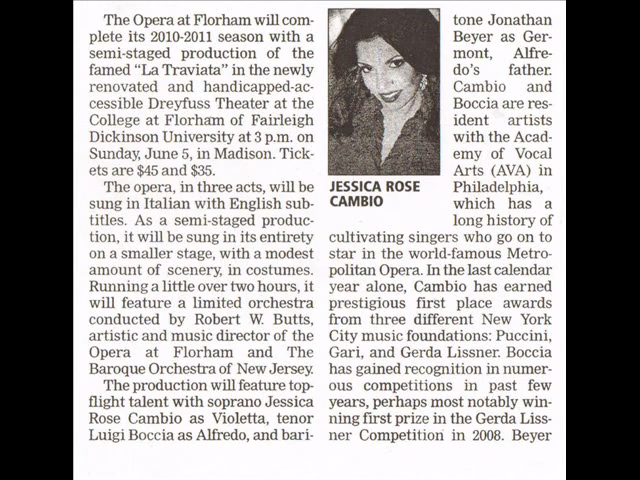 The Opera at Florham will com-
plete its 2010-2011 season with a
semi-staged production of the
famed “La Traviata” in the newly
renovated and handicapped-ac-
cessible Dreyfuss Theater at the
College at Florham of Fairleigh
Dickinson University at 3 p.m. on
Sunday, June 5, in Madison. Tick-
ets are $45 and $35.
The opera, in three acts, will be
sung in Italian with English sub-
titles. As a semi-staged produc-
tion, it will be sung in its entirety
on a smaller stage, with a modest
amount of scenery, in costumes.
Running a little over two hours, it
will feature a limited orchestra
conducted by Robert W. Butts,
artistic and music director of the
Opera at Florham and The
Baroque Orchestra of New Jersey.
The production will feature top-
flight talent with soprano Jessica
Rose Cambio as Violetta, tenor
Luigi Boccia as Alfredo, and bari-
JESSICA ROSE
CAMBIO
tone Jonathan
Beyer as Ger-
mont, Alfre-
do’s father.
Cambio and
Boccia are res-
ident artists
with the Acad-
emy of Vocal
Arts (AVA) in
Philadelphia,
which has a
long history of
cultivating singers who go on to
star in the world-famous Metro-
politan Opera. In the last calendar
year alone, Cambio has earned
prestigious first place awards
from three different New York
City music foundations: Puccini,
Gari, and Gerda Lissner. Boccia
has gained recognition in numer-
ous competitions in past few
years, perhaps most notably win-
ning first prize in the Gerda Liss-
ner Competition in 2008. Beyer